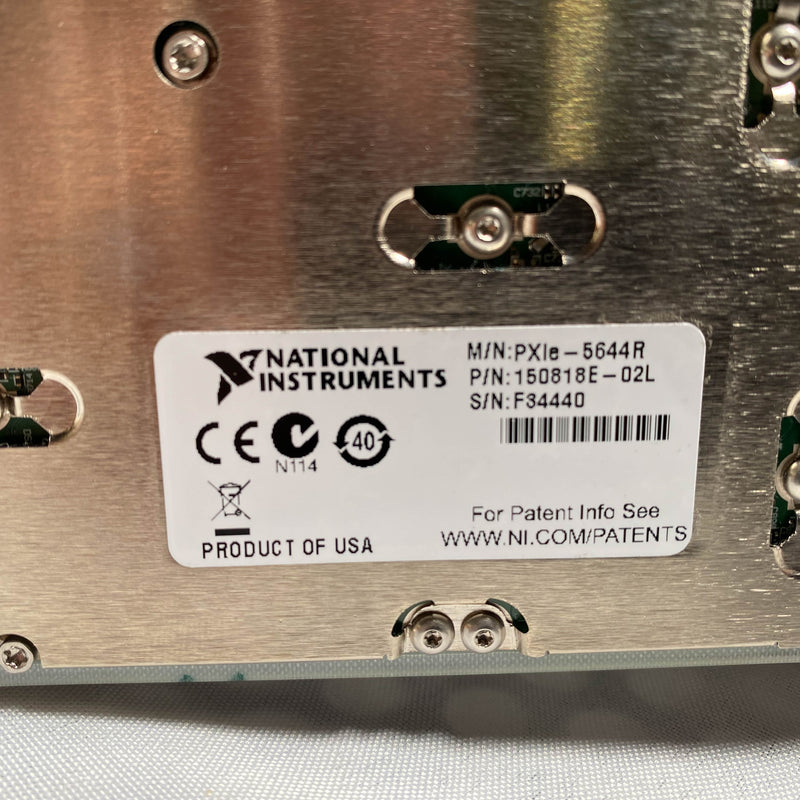 NATIONAL
INSTRUMENTS
M/N:PXIe-5644R
P/N:150818E-02L
S/N:F34440
CE
N114
40
For Patent Info See
WWW.NI.COM/PATENTS
PRODUCT OF USA
C732